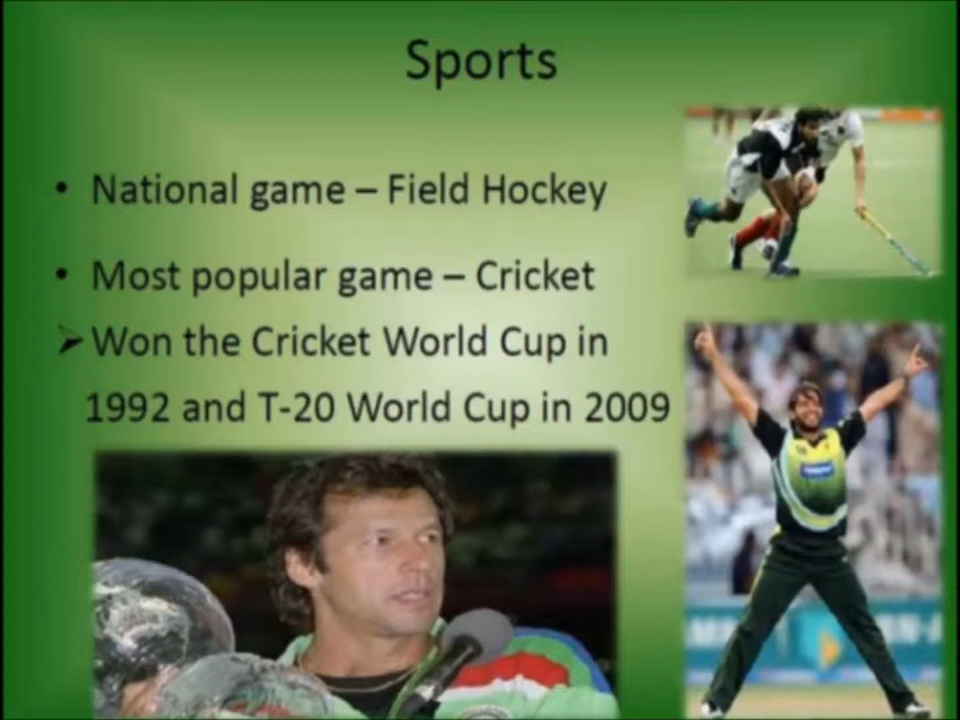 Sports
• National game – Field Hockey
• Most popular game – Cricket
➢ Won the Cricket World Cup in
1992 and T-20 World Cup in 2009